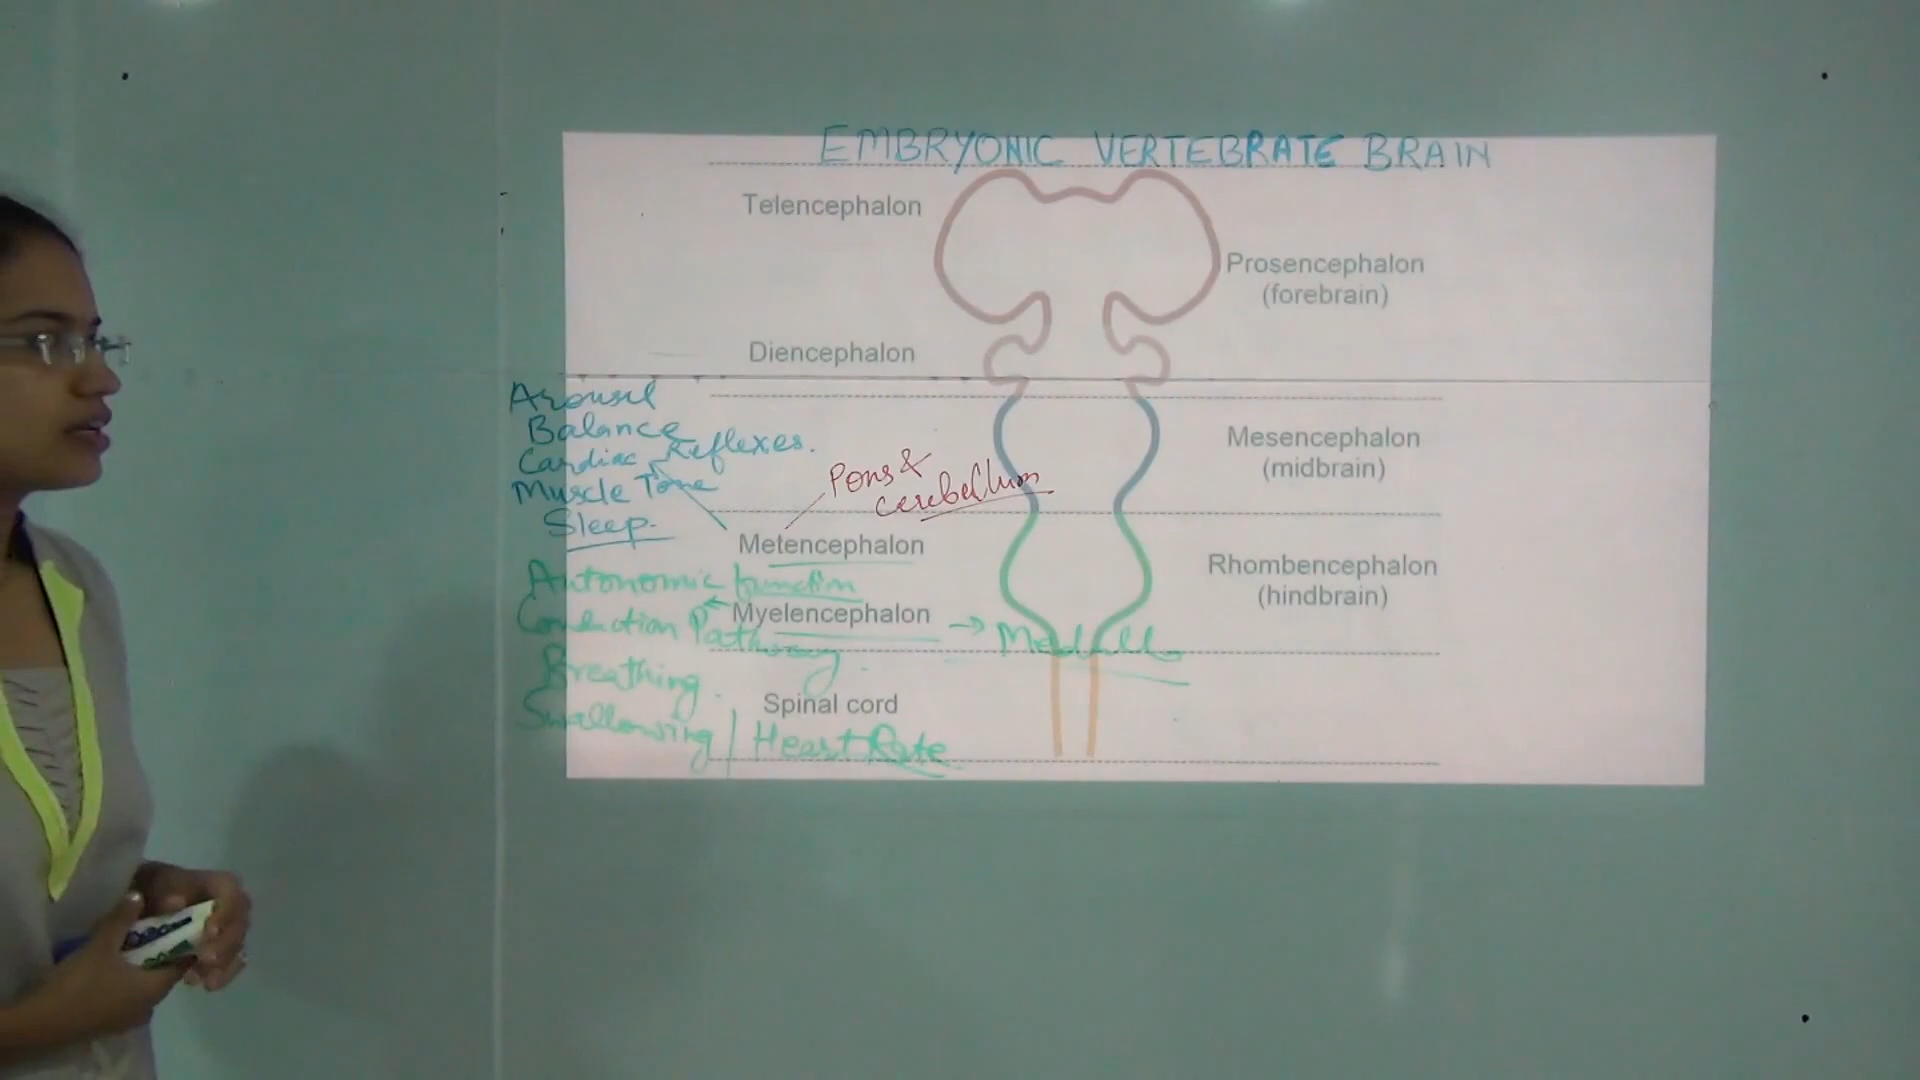 EMBRYONIC VERTEBRATE BRAIN
Telencephalon
Prosencephalon
(forebrain)
Diencephalon
Arousal
Balance
Cardiac Reflexes.
Muscle Tone
Sleep.
Pons &
Cerebellum
Mesencephalon
(midbrain)
Metencephalon
Rhombencephalon
(hindbrain)
Autonomic function
Myelencephalon
Conduction Pathway.
Breathing.
Swallowing
Heart Rate
Spinal cord